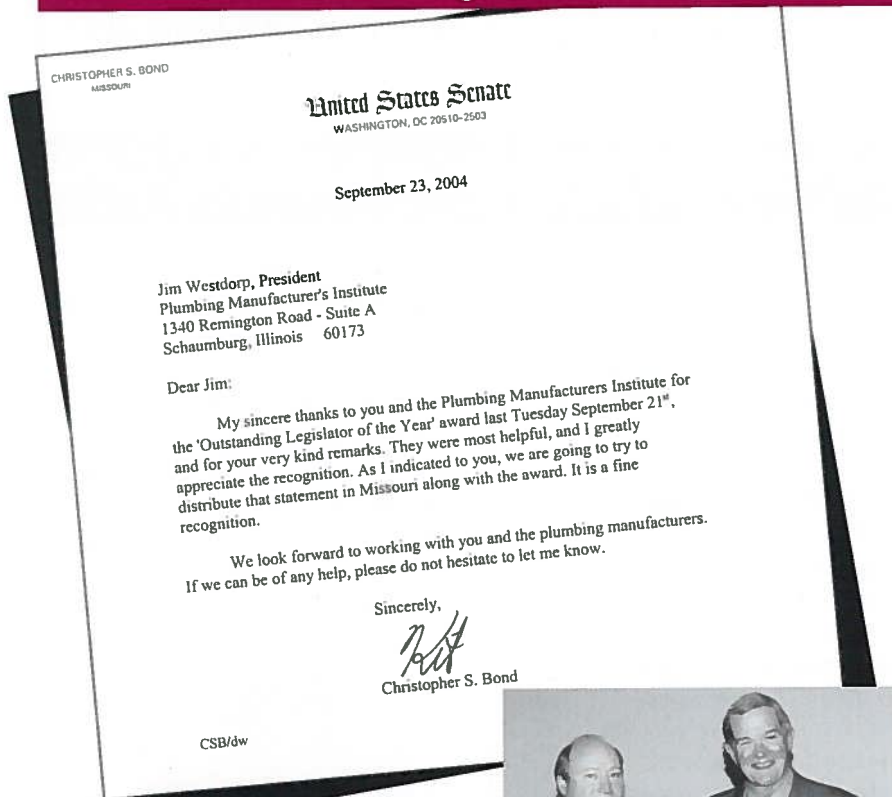 CHRISTOPHER S. BOND
MISSOURI
United States Senate
WASHINGTON, DC 20510-2503
September 23, 2004
Jim Westdorp, President
Plumbing Manufacturer's Institute
1340 Remington Road - Suite A
Schaumburg, Illinois 60173
Dear Jim:
My sincere thanks to you and the Plumbing Manufacturers Institute for
the 'Outstanding Legislator of the Year' award last Tuesday September 21st,
and for your very kind remarks. They were most helpful, and I greatly
appreciate the recognition. As I indicated to you, we are going to try to
distribute that statement in Missouri along with the award. It is a fine
recognition.
We look forward to working with you and the plumbing manufacturers.
If we can be of any help, please do not hesitate to let me know.
Sincerely,
Kit
Christopher S. Bond
CSB/dw